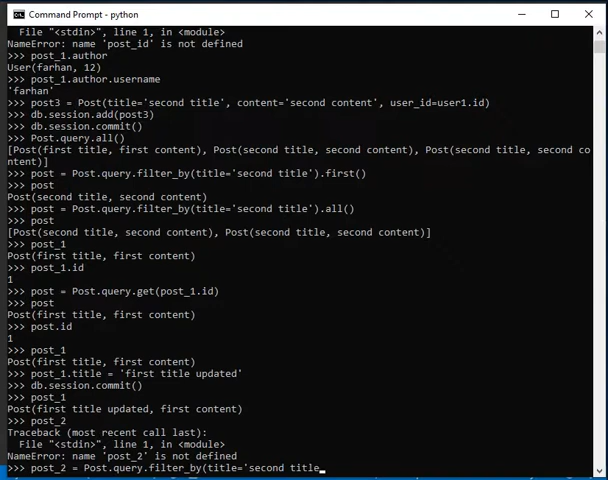 Command Prompt - python
File "<stdin>", line 1, in <module>
NameError: name 'post_id' is not defined
>>> post_1.author
User(farhan, 12)
>>> post_1.author.username
'farhan'
>>> post3 = Post(title='second title', content='second content', user_id=user1.id)
>>> db.session.add(post3)
>>> db.session.commit()
>>> Post.query.all()
[Post(first title, first content), Post(second title, second content), Post(second title, second co
ntent)]
>>> post = Post.query.filter_by(title='second title').first()
>>> post
Post(second title, second content)
>>> post = Post.query.filter_by(title='second title').all()
>>> post
[Post(second title, second content), Post(second title, second content)]
>>> post_1
Post(first title, first content)
>>> post_1.id
1
>>> post = Post.query.get(post_1.id)
>>> post
Post(first title, first content)
>>> post.id
1
>>> post_1
Post(first title, first content)
>>> post_1.title = 'first title updated'
>>> db.session.commit()
>>> post_1
Post(first title updated, first content)
>>> post_2
Traceback (most recent call last):
File "<stdin>", line 1, in <module>
NameError: name 'post_2' is not defined
>>> post_2 = Post.query.filter_by(title='second title